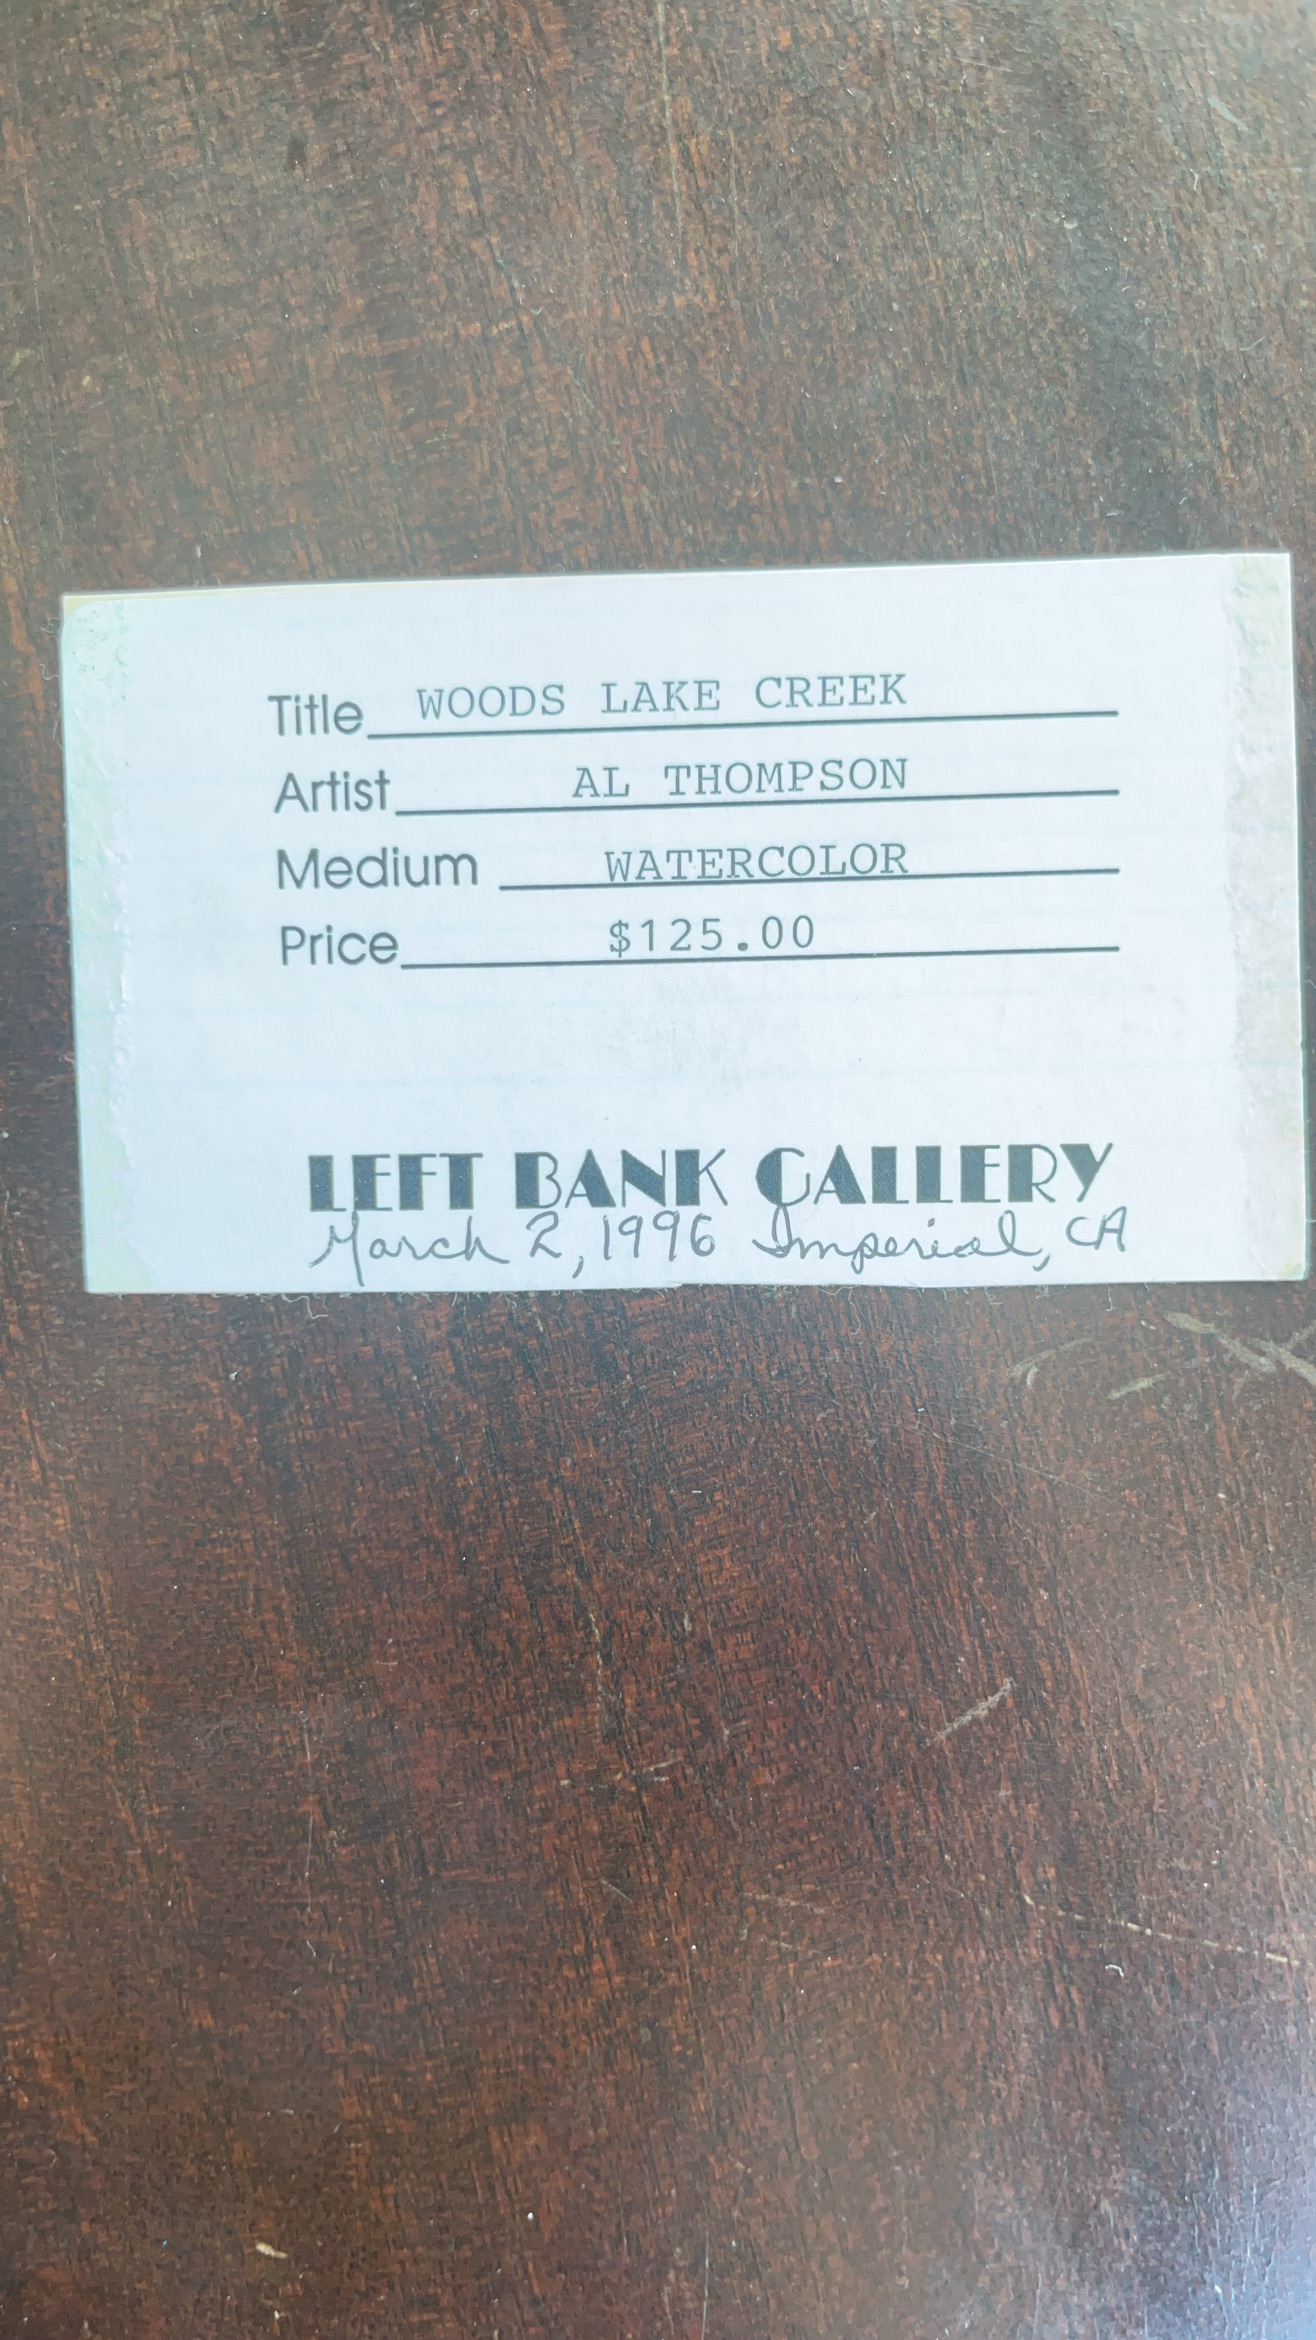 Title WOODS LAKE CREEK
Artist AL THOMPSON
Medium WATERCOLOR
Price $125.00
LEFT BANK GALLERY
March 2, 1996 Imperial, CA